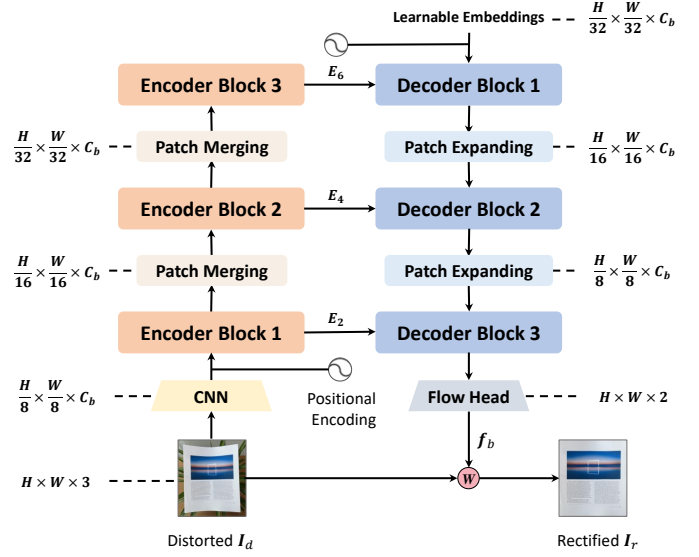 Learnable Embeddings
H/32 × W/32 × C_b
Encoder Block 3
E_6
Decoder Block 1
H/32 × W/32 × C_b
Patch Merging
Patch Expanding
H/16 × W/16 × C_b
Encoder Block 2
E_4
Decoder Block 2
H/16 × W/16 × C_b
Patch Merging
Patch Expanding
H/8 × W/8 × C_b
Encoder Block 1
E_2
Decoder Block 3
H/8 × W/8 × C_b
CNN
Positional
Encoding
Flow Head
H × W × 2
f_b
H × W × 3
W
Distorted I_d
Rectified I_r